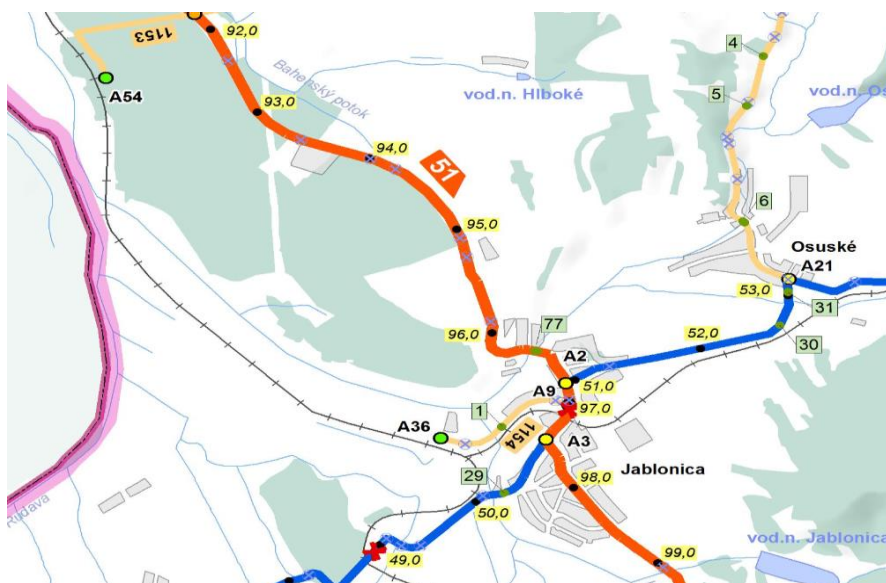 92,0
1153
4
A54
Bahenský potok
vod.n. Hlboké
5
vod.n. Os
93,0
94,0
51
6
95,0
Osuské
A21
53,0
31
96,0
77
52,0
30
A2
51,0
A9
97,0
A36
1
1154
A3
29
Jablonica
98,0
50,0
Rudava
49,0
vod.n. Jablonica
99,0